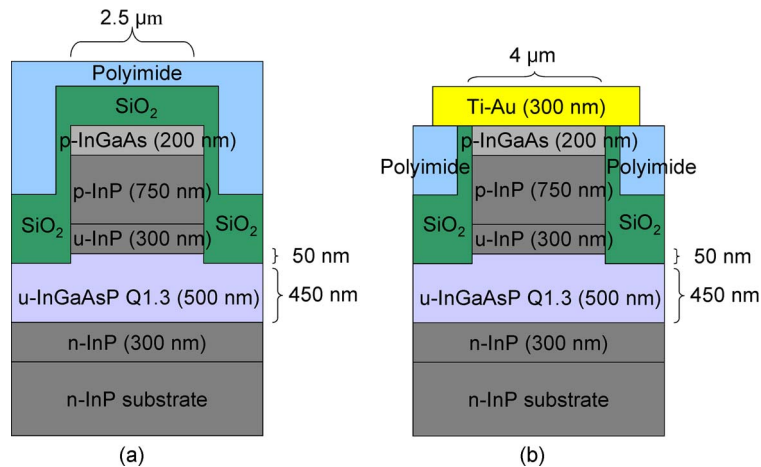 2.5 µm
Polyimide
SiO2
p-InGaAs (200 nm)
p-InP (750 nm)
SiO2
SiO2
u-InP (300 nm)
50 nm
u-InGaAsP Q1.3 (500 nm)
450 nm
n-InP (300 nm)
n-InP substrate
(a)
4 µm
Ti-Au (300 nm)
p-InGaAs (200 nm)
Polyimide
Polyimide
p-InP (750 nm)
SiO2
SiO2
u-InP (300 nm)
50 nm
u-InGaAsP Q1.3 (500 nm)
450 nm
n-InP (300 nm)
n-InP substrate
(b)